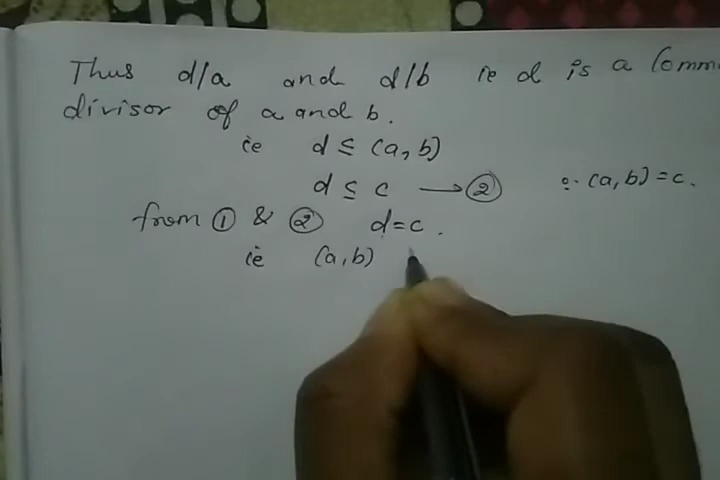 Thus d/a and d/b ie d is a Comm
divisor of a and b.
ie d ≤ (a, b)
d ≤ c → ② ∵ (a, b) = c.
from ① & ② d = c.
ie (a, b)